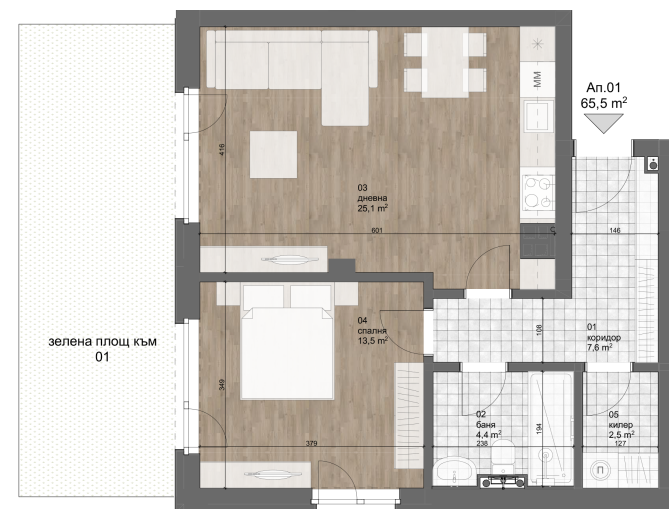 Ап.01
65,5 m²
MM
416
03
дневна
25,1 m²
601
146
04
спалня
13,5 m²
зелена площ към
01
108
01
коридор
7,6 m²
349
379
02
баня
4,4 m²
238
194
05
килер
2,5 m²
127
П